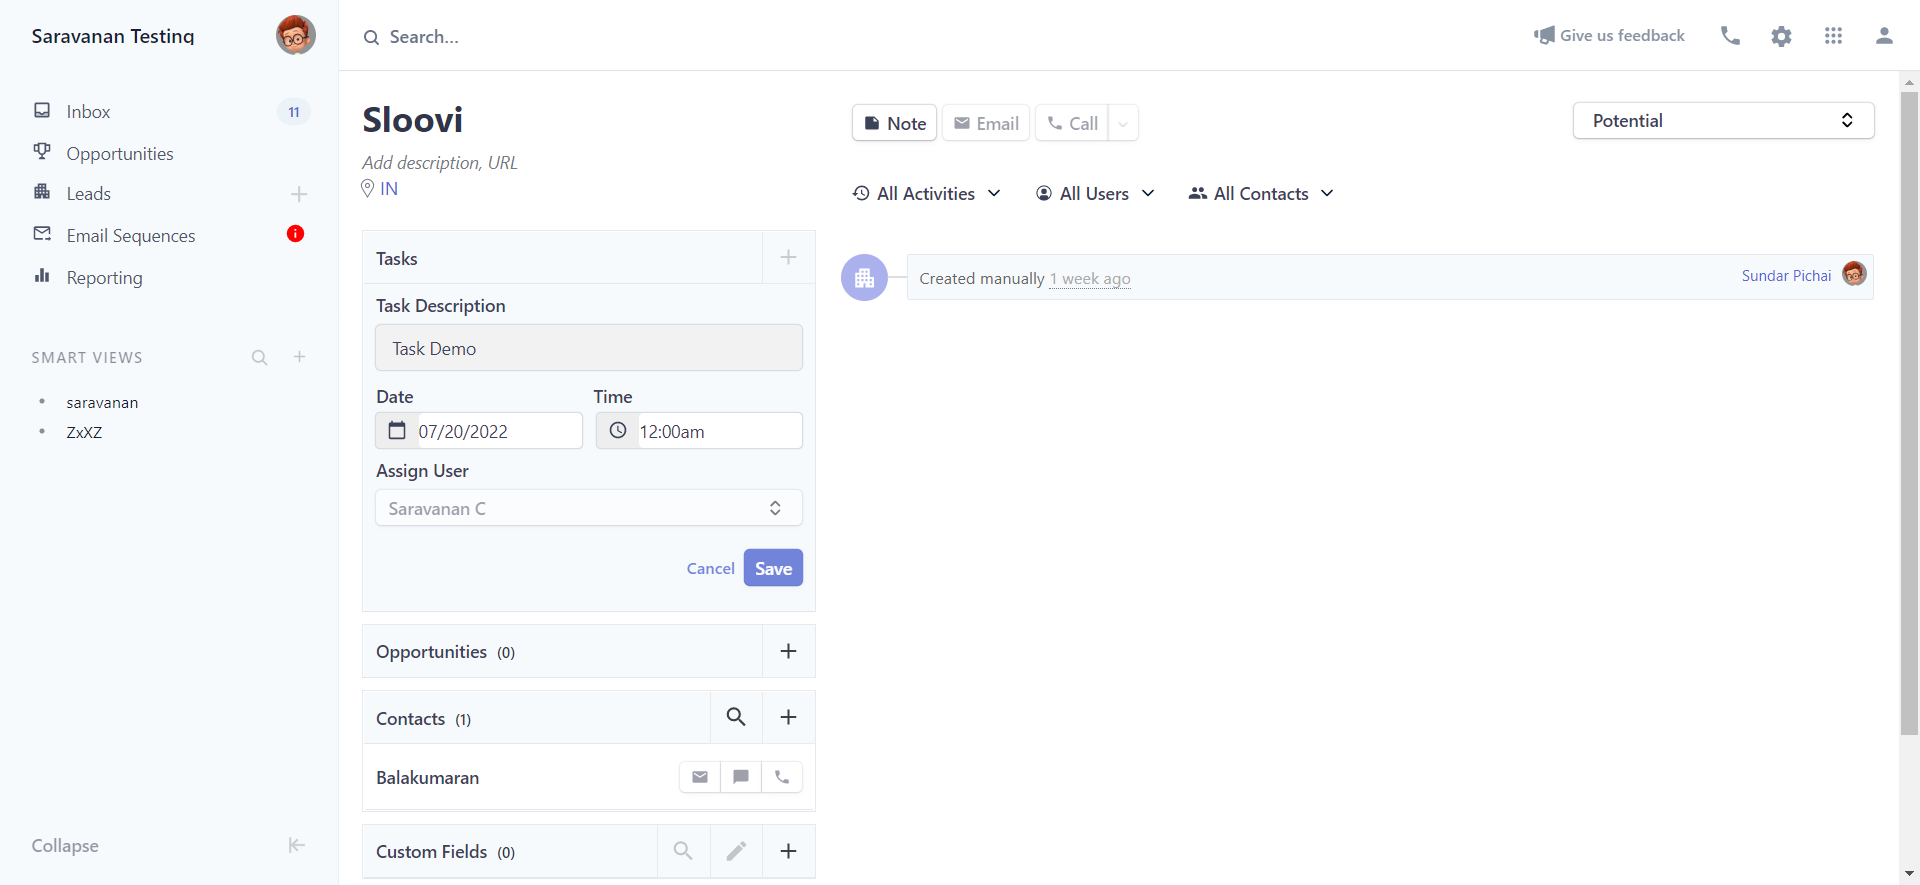 Saravanan Testing
Inbox
11
Opportunities
Leads
Email Sequences
Reporting
SMART VIEWS
saravanan
ZxXZ
Collapse
Search...
Give us feedback
Sloovi
Add description, URL
IN
Note
Email
Call
Potential
All Activities
All Users
All Contacts
Tasks
Task Description
Task Demo
Date
Time
07/20/2022
12:00am
Assign User
Saravanan C
Cancel
Save
Opportunities (0)
Contacts (1)
Balakumaran
Custom Fields (0)
Created manually 1 week ago
Sundar Pichai